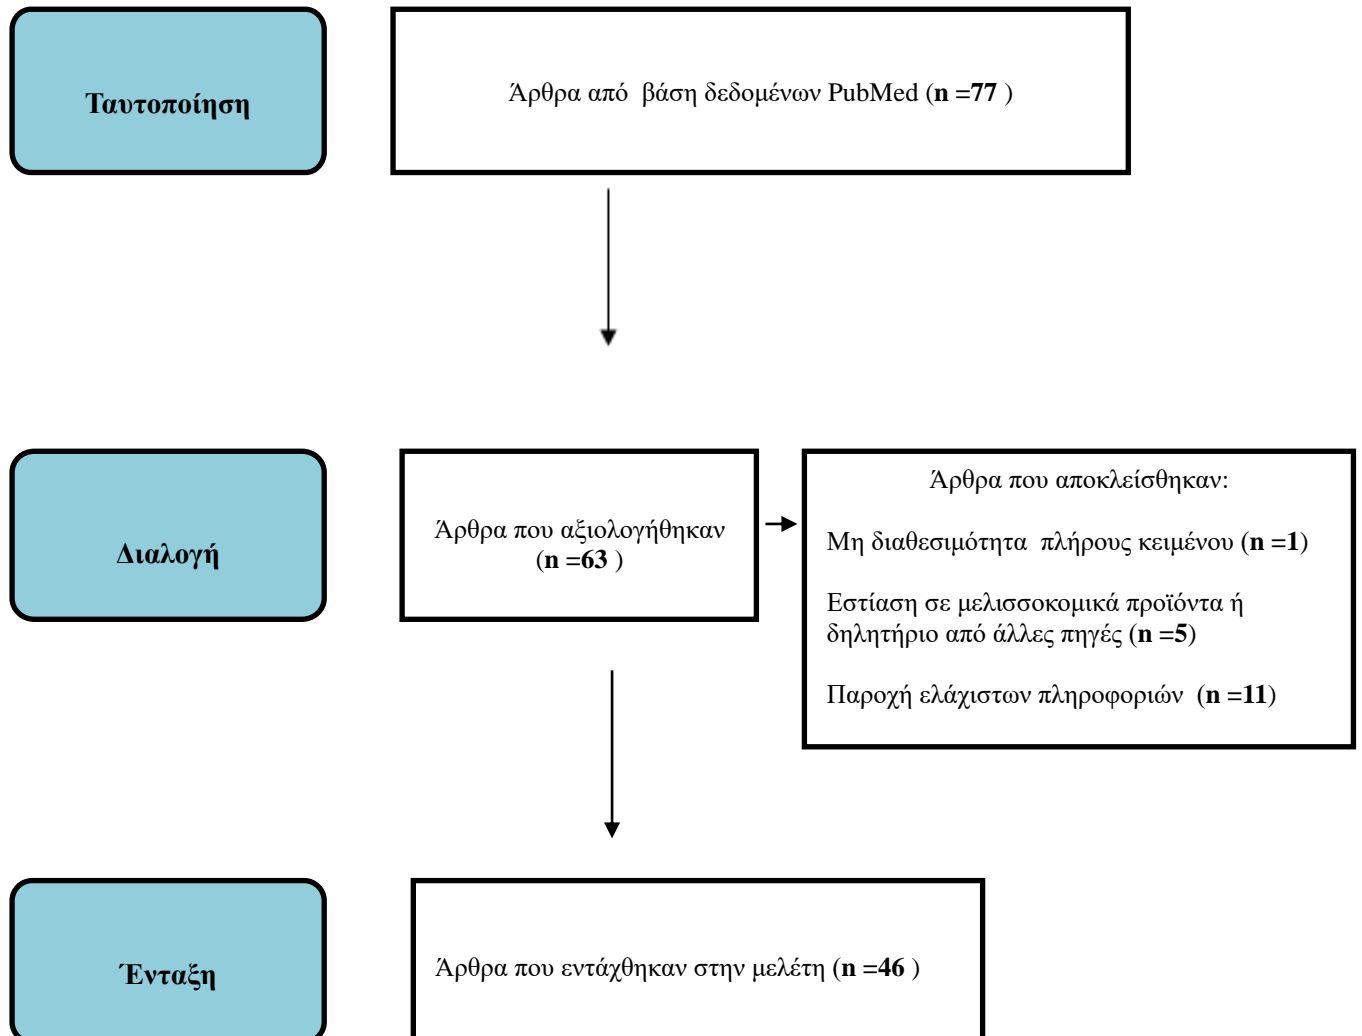 Ταυτοποίηση
Άρθρα από βάση δεδομένων PubMed (n =77 )
Διαλογή
Άρθρα που αξιολογήθηκαν
(n =63 )
Άρθρα που αποκλείσθηκαν:
Μη διαθεσιμότητα πλήρους κειμένου (n =1)
Εστίαση σε μελισσοκομικά προϊόντα ή
δηλητήριο από άλλες πηγές (n =5)
Παροχή ελάχιστων πληροφοριών (n =11)
Ένταξη
Άρθρα που εντάχθηκαν στην μελέτη (n =46 )